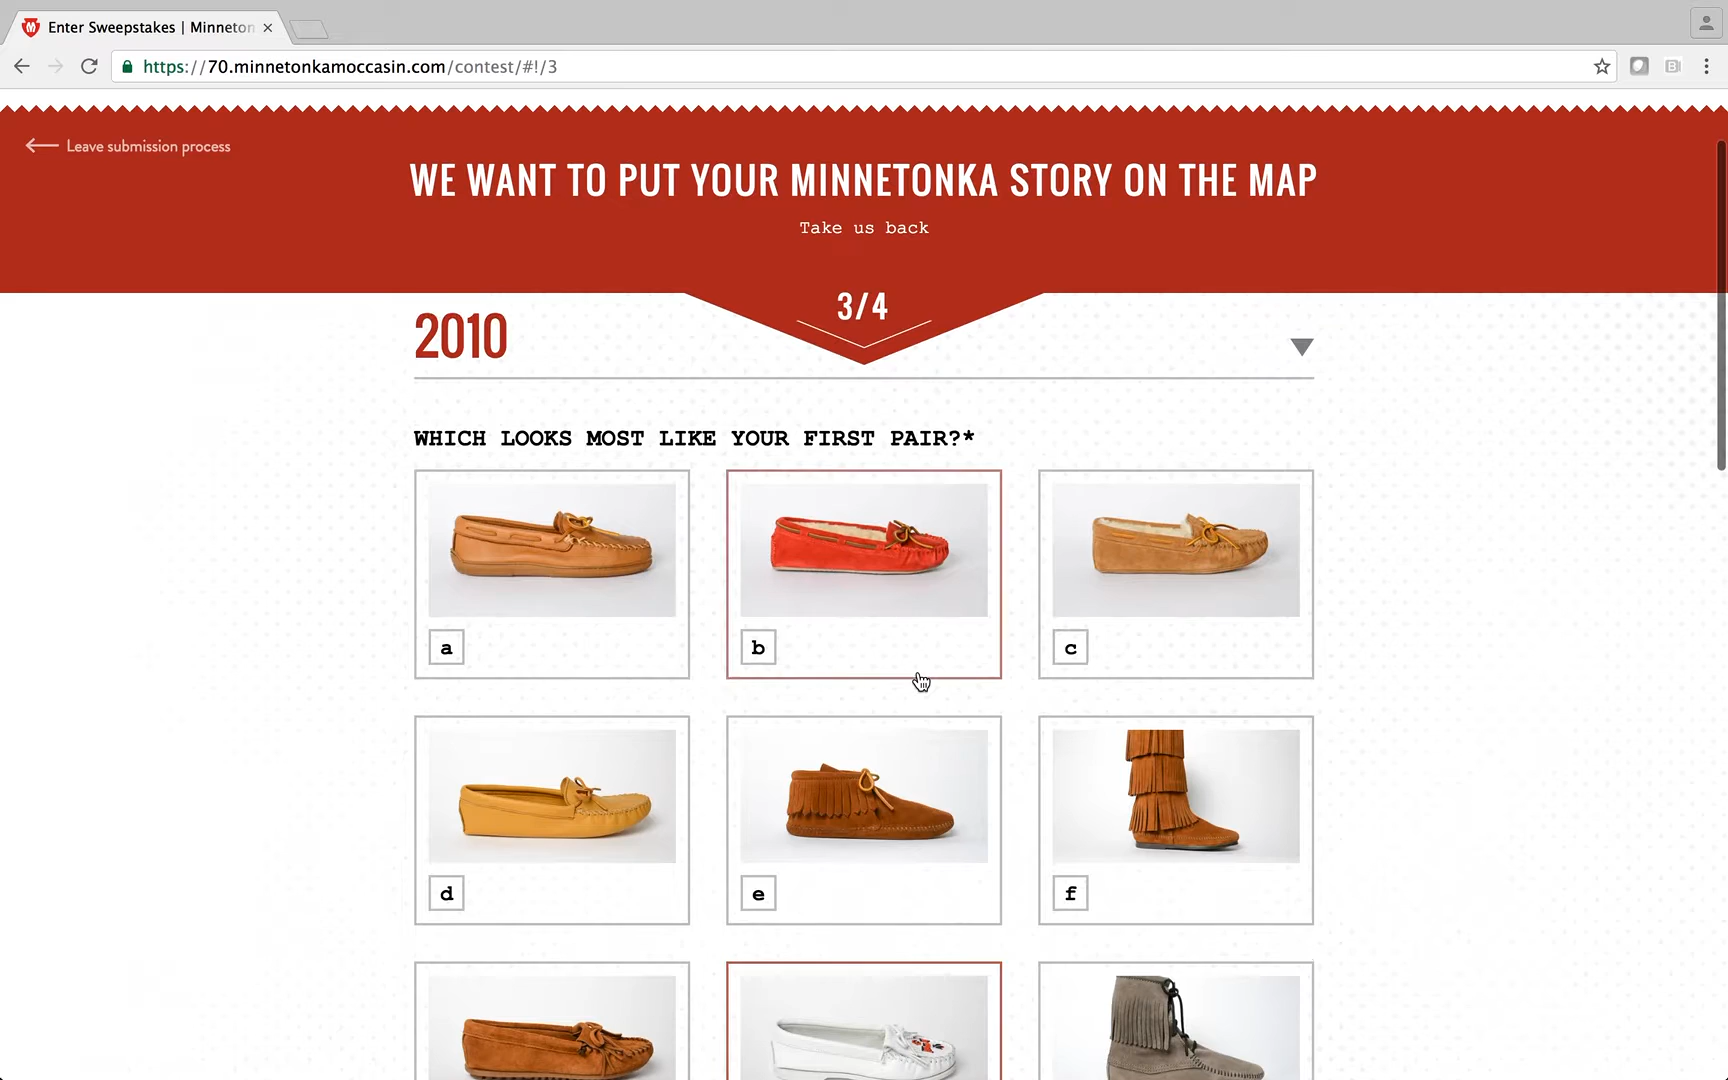 Enter Sweepstakes | Minneton
https://70.minnetonkamoccasin.com/contest/#!/3
Leave submission process
WE WANT TO PUT YOUR MINNETONKA STORY ON THE MAP
Take us back
3/4
2010
WHICH LOOKS MOST LIKE YOUR FIRST PAIR?*
a
b
c
d
e
f